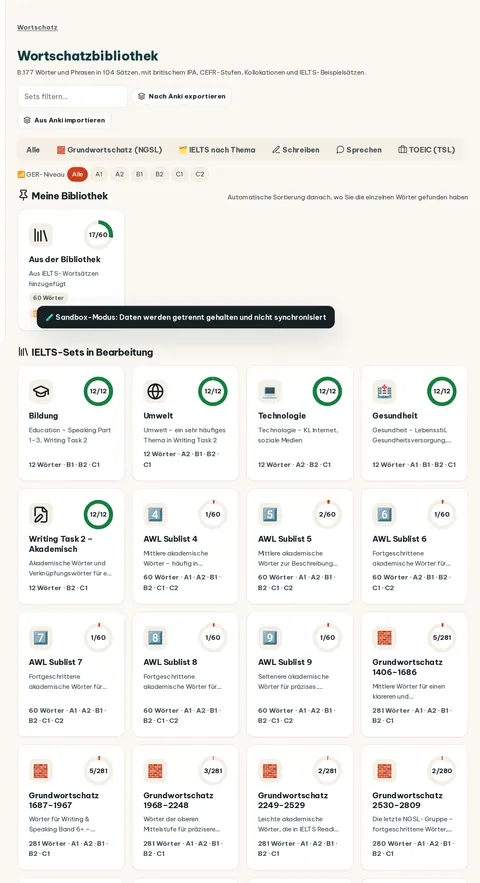 Wortschatz
Wortschatzbibliothek
8.177 Wörter und Phrasen in 104 Sätzen, mit britischem IPA, CEFR-Stufen, Kollokationen und IELTS-Beispielsätzen.
Sets filtern...
Nach Anki exportieren
Aus Anki importieren
Alle
Grundwortschatz (NGSL)
IELTS nach Thema
Schreiben
Sprechen
TOEIC (TSL)
GER-Niveau
Alle
A1
A2
B1
B2
C1
C2
Meine Bibliothek
Automatische Sortierung danach, wo Sie die einzelnen Wörter gefunden haben
17/60
Aus der Bibliothek
Aus IELTS-Wortsätzen
hinzugefügt
60 Wörter
Sandbox-Modus: Daten werden getrennt gehalten und nicht synchronisiert
IELTS-Sets in Bearbeitung
12/12
Bildung
Education – Speaking Part
1–3, Writing Task 2
12 Wörter · B1 · B2 · C1
12/12
Umwelt
Umwelt – ein sehr häufiges
Thema in Writing Task 2
12 Wörter · A2 · B1 · B2 ·
C1
12/12
Technologie
Technologie – KI, Internet,
soziale Medien
12 Wörter · A2 · B2 · C1
12/12
Gesundheit
Gesundheit – Lebensstil,
Gesundheitsversorgung,...
12 Wörter · A1 · B1 · B2 · C1
12/12
Writing Task 2 –
Akademisch
Akademische Wörter und
Verknüpfungswörter für e...
12 Wörter · B2 · C1
4
1/60
AWL Sublist 4
Mittlere akademische
Wörter – häufig in...
60 Wörter · A1 · A2 · B1 ·
B2 · C1 · C2
5
2/60
AWL Sublist 5
Mittlere akademische
Wörter zur Beschreibung...
60 Wörter · A1 · A2 · B1 ·
B2 · C1 · C2
6
1/60
AWL Sublist 6
Fortgeschrittene
akademische Wörter für...
60 Wörter · A1 · A2 · B1 ·
B2 · C1 · C2
7
1/60
AWL Sublist 7
Fortgeschrittene
akademische Wörter für...
60 Wörter · A1 · A2 · B1 ·
B2 · C1 · C2
8
1/60
AWL Sublist 8
Fortgeschrittene
akademische Wörter für...
60 Wörter · A1 · A2 · B1 ·
B2 · C1 · C2
9
1/60
AWL Sublist 9
Seltenere akademische
Wörter für präzises,...
60 Wörter · A1 · A2 · B1 ·
B2 · C1 · C2
5/281
Grundwortschatz
1406–1686
Mittlere Wörter für einen
klareren und...
281 Wörter · A1 · A2 · B1 ·
B2 · C1
5/281
Grundwortschatz
1687–1967
Wörter für Writing &
Speaking Band 6+ –...
281 Wörter · A1 · A2 · B1 ·
B2 · C1
3/281
Grundwortschatz
1968–2248
Wörter der oberen
Mittelstufe für präzisere...
281 Wörter · A1 · A2 · B1 ·
B2 · C1
2/281
Grundwortschatz
2249–2529
Leichte akademische
Wörter, die in IELTS Readi...
281 Wörter · A1 · A2 · B1 ·
B2 · C1
2/280
Grundwortschatz
2530–2809
Die letzte NGSL-Gruppe –
fortgeschrittene Wörter,...
280 Wörter · A1 · A2 · B1 ·
B2 · C1